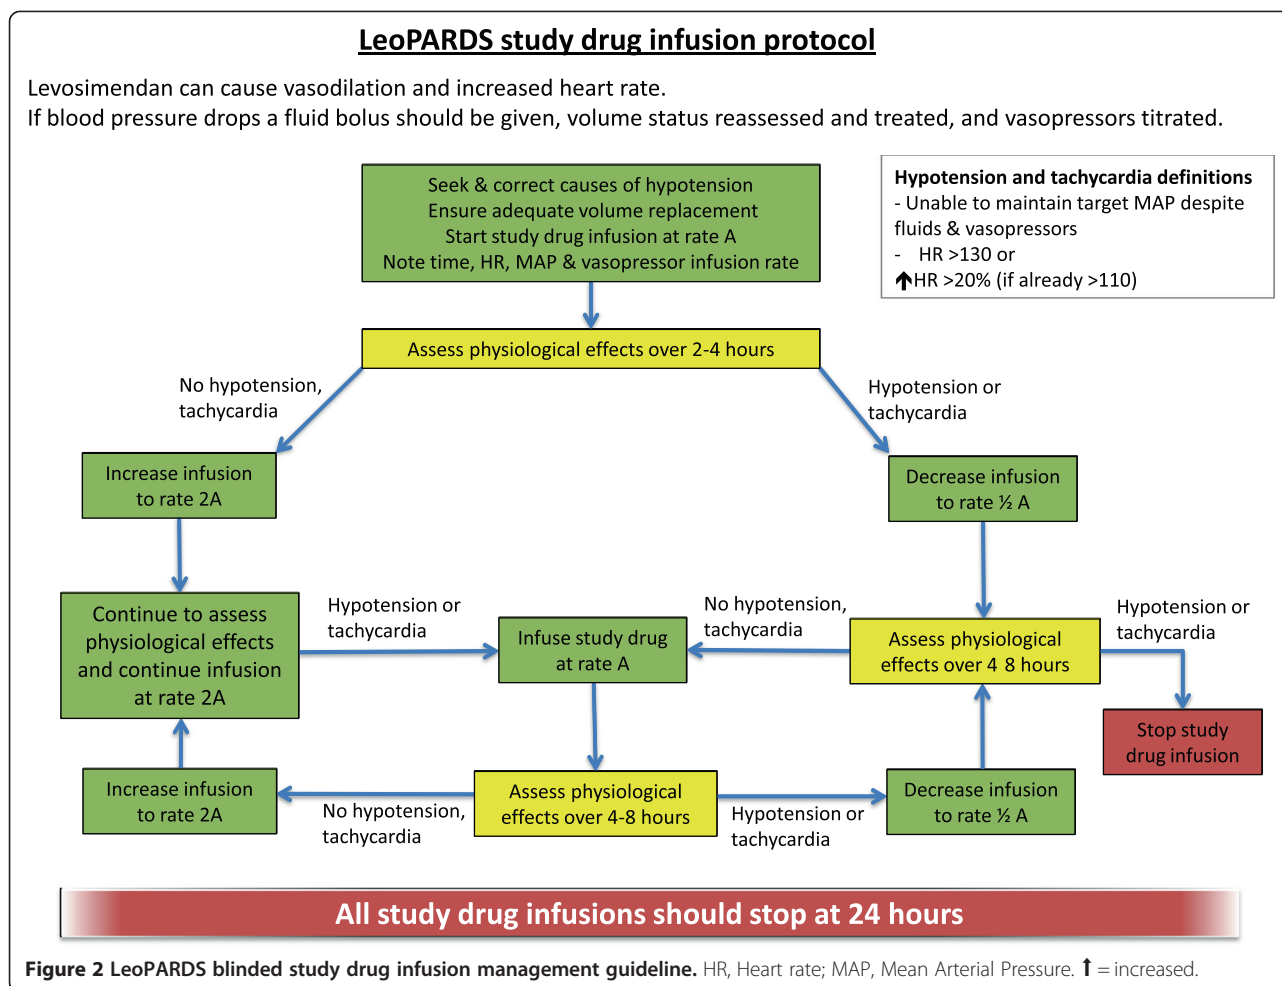 LeoPARDS study drug infusion protocol
Levosimendan can cause vasodilation and increased heart rate.
If blood pressure drops a fluid bolus should be given, volume status reassessed and treated, and vasopressors titrated.
Seek & correct causes of hypotension
Ensure adequate volume replacement
Start study drug infusion at rate A
Note time, HR, MAP & vasopressor infusion rate
Hypotension and tachycardia definitions
- Unable to maintain target MAP despite
fluids & vasopressors
- HR >130 or
⬆HR >20% (if already >110)
Assess physiological effects over 2-4 hours
No hypotension,
tachycardia
Hypotension or
tachycardia
Increase infusion
to rate 2A
Decrease infusion
to rate ½ A
Continue to assess
physiological effects
and continue infusion
at rate 2A
Hypotension or
tachycardia
Infuse study drug
at rate A
No hypotension,
tachycardia
Assess physiological
effects over 4 8 hours
Hypotension or
tachycardia
Stop study
drug infusion
Increase infusion
to rate 2A
No hypotension,
tachycardia
Assess physiological
effects over 4-8 hours
Hypotension or
tachycardia
Decrease infusion
to rate ½ A
All study drug infusions should stop at 24 hours
Figure 2 LeoPARDS blinded study drug infusion management guideline. HR, Heart rate; MAP, Mean Arterial Pressure. ⬆ = increased.